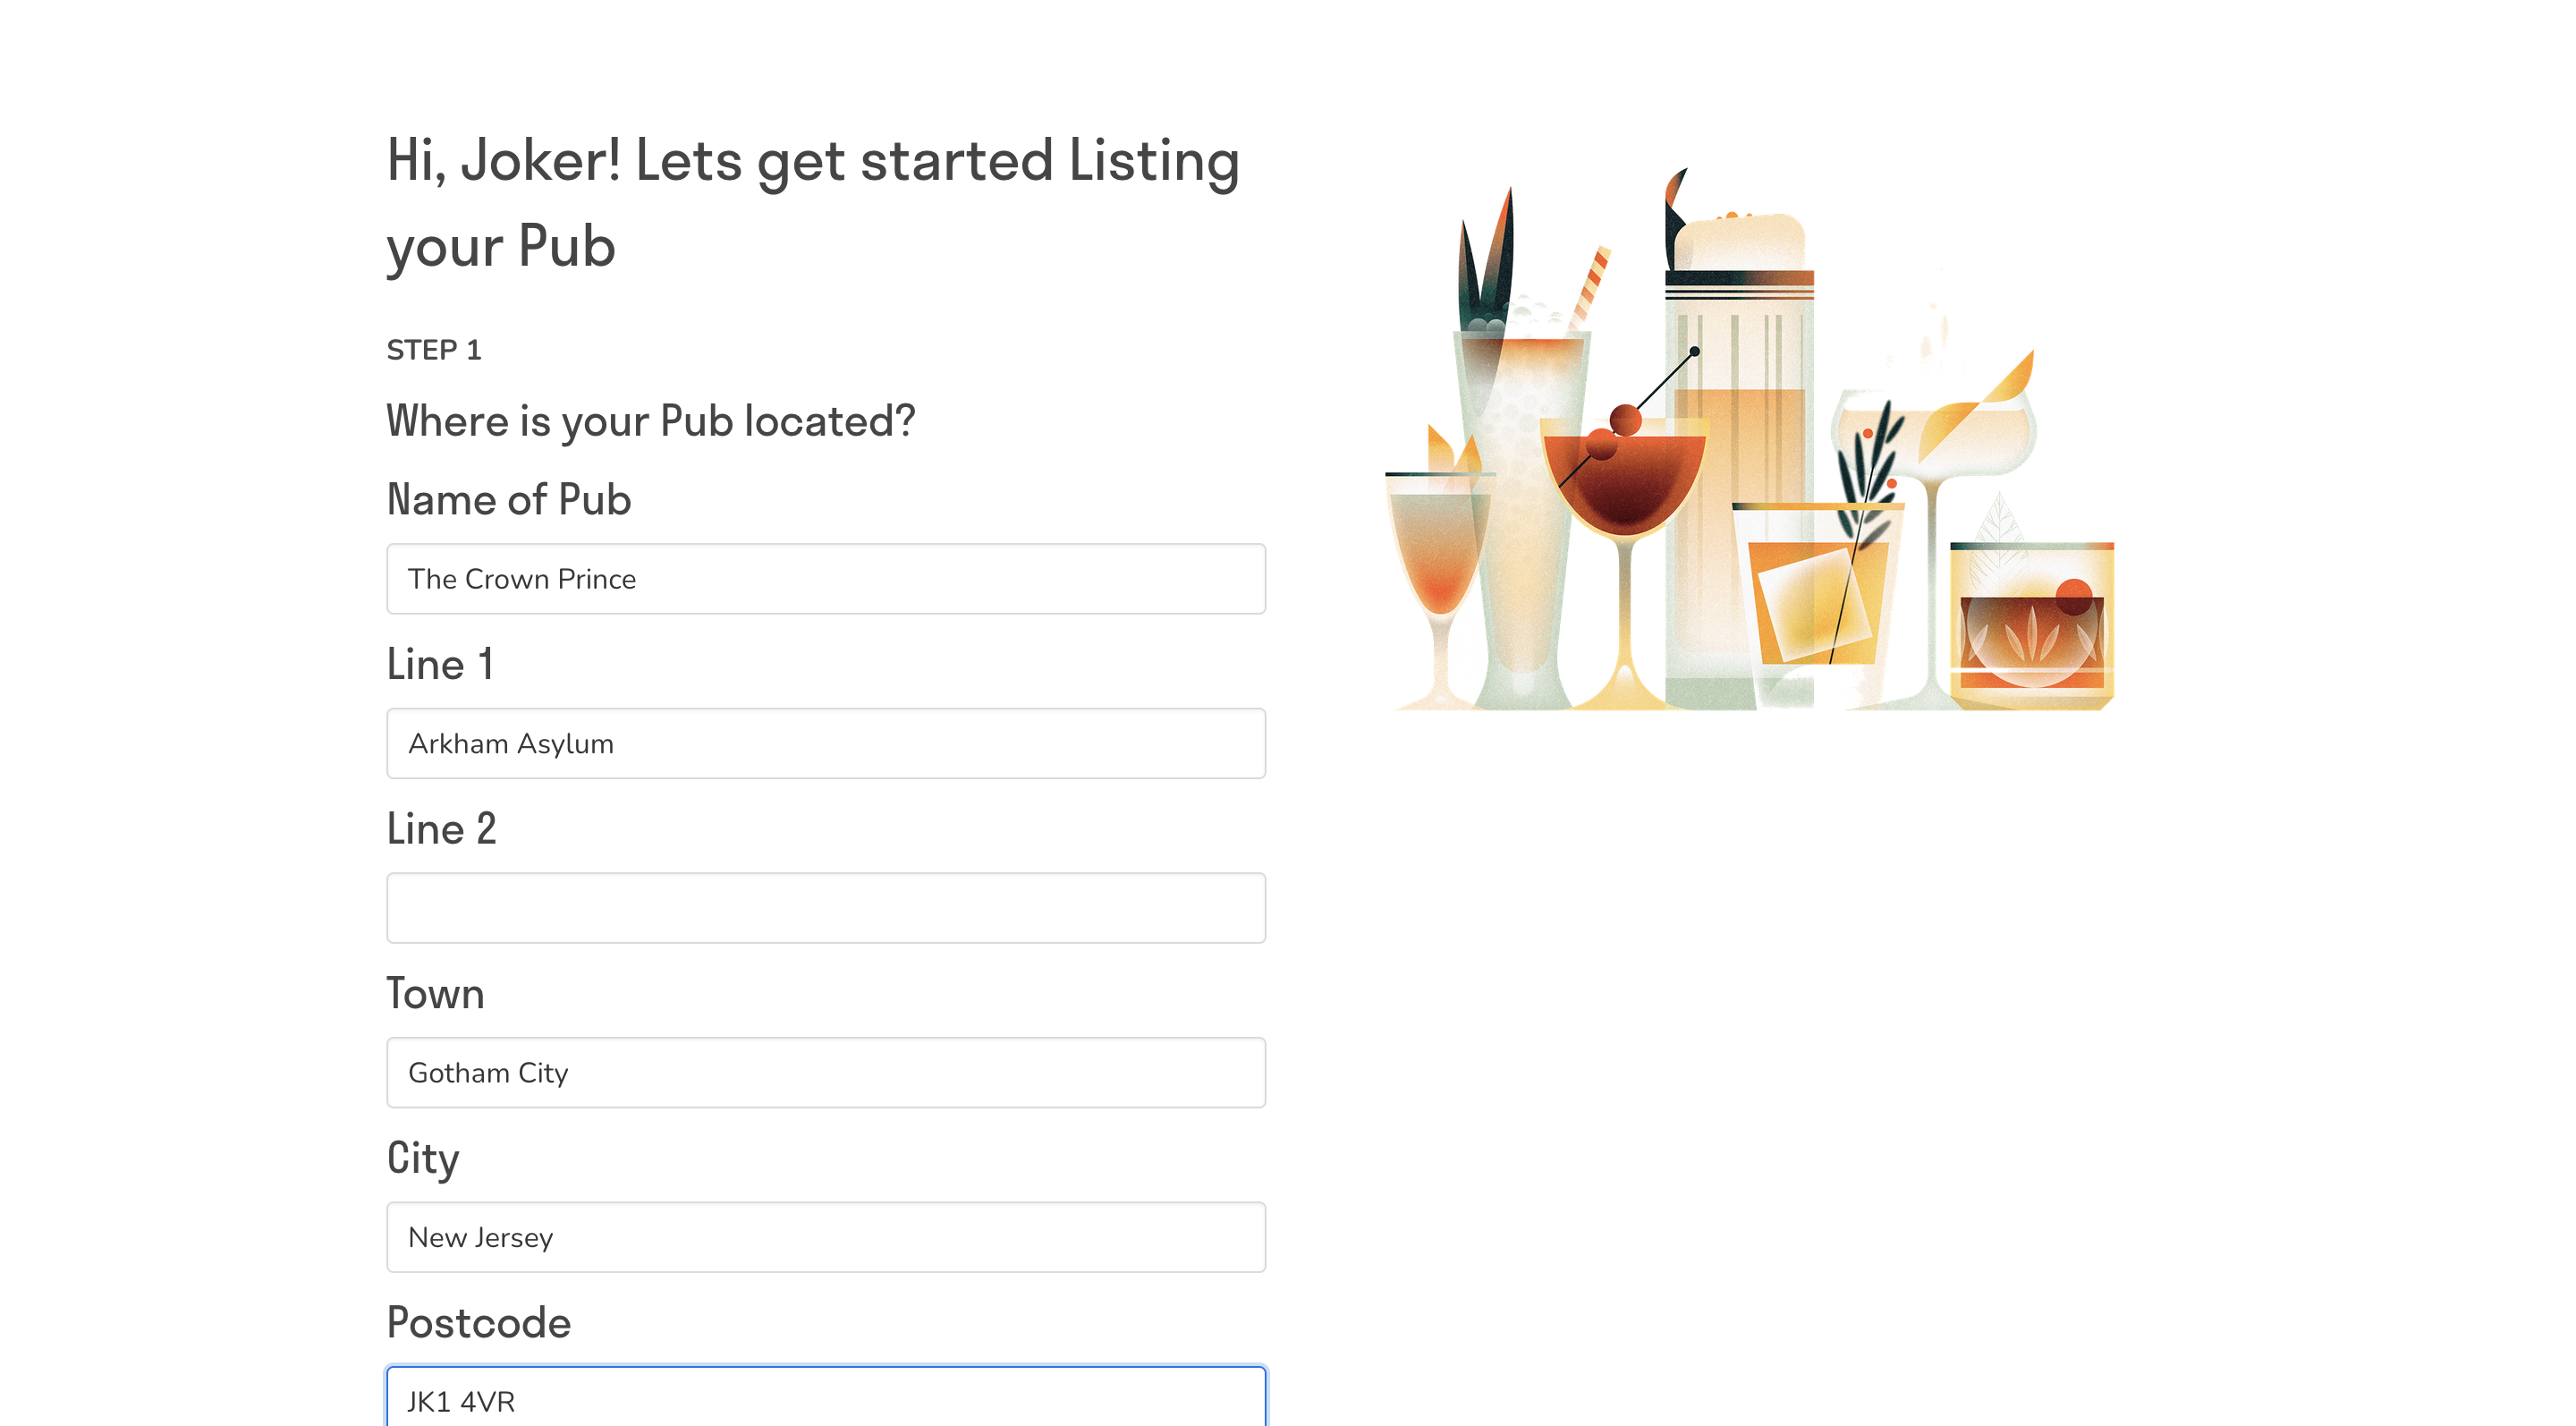 Hi, Joker! Lets get started Listing
your Pub
STEP 1
Where is your Pub located?
Name of Pub
The Crown Prince
Line 1
Arkham Asylum
Line 2
Town
Gotham City
City
New Jersey
Postcode
JK1 4VR